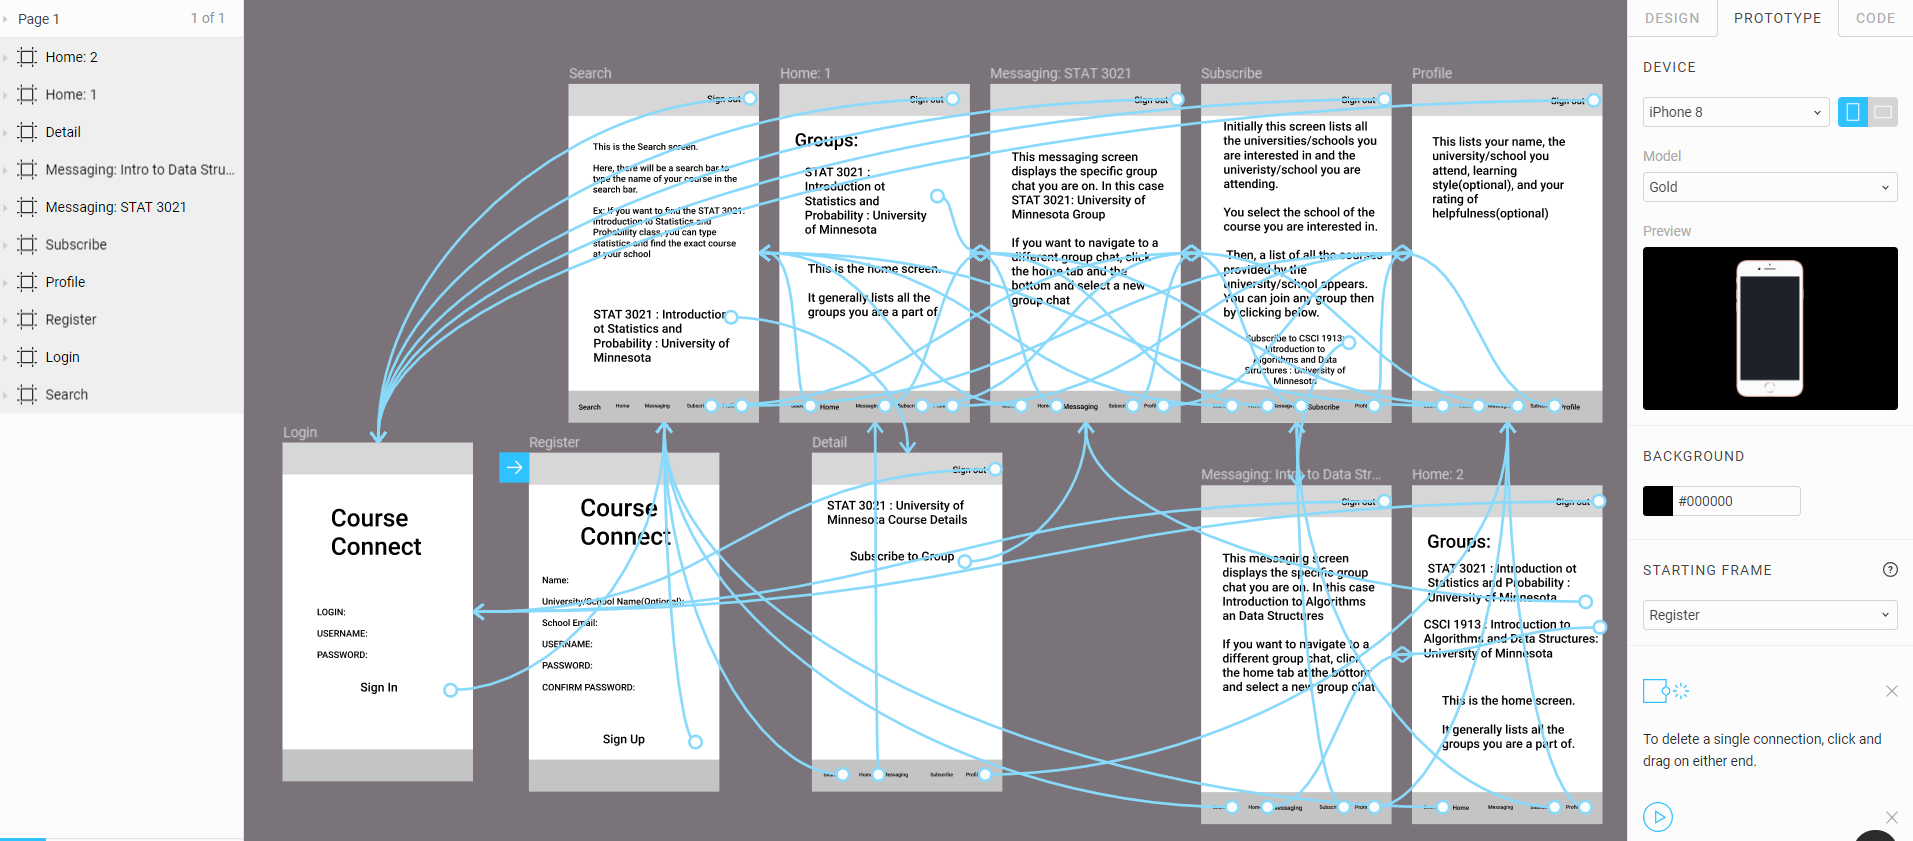 Page 1
1 of 1
Home: 2
Home: 1
Detail
Messaging: Intro to Data Stru...
Messaging: STAT 3021
Subscribe
Profile
Register
Login
Search
Search
Sign out
This is the Search screen.
Here, there will be a search bar to
type the name of your course in the
search bar.
Ex: If you want to find the STAT 3021:
introduction to Statistics and
Probability class, you can type
statistics and find the exact course
at your school
STAT 3021 : Introduction
ot Statistics and
Probability : University of
Minnesota
Search Home Messaging
Home: 1
Sign out
Groups:
STAT 3021 :
Introduction ot
Statistics and
Probability : University
of Minnesota
This is the home screen.
It generally lists all the
groups you are a part of.
Home
Messaging: STAT 3021
Sign out
This messaging screen
displays the specific group
chat you are on. In this case
STAT 3021: University of
Minnesota Group
If you want to navigate to a
different group chat, click
the home tab and the
bottom and select a new
group chat
Messaging
Subscribe
Sign out
Initially this screen lists all
the universities/schools you
are interested in and the
univeristy/school you are
attending.
You select the school of the
course you are interested in.
Then, a list of all the courses
provided by the
university/school appears.
You can join any group then
by clicking below.
Subscribe to CSCI 1913:
Introduction to
Algorithms and Data
Structures : University of
Minnesota
Subscribe
Profile
Sign out
This lists your name, the
university/school you
attend, learning
style(optional), and your
rating of
helpfulness(optional)
Profile
Login
Course
Connect
LOGIN:
USERNAME:
PASSWORD:
Sign In
Register
Course
Connect
Name:
University/School Name(Optional):
School Email:
USERNAME:
PASSWORD:
CONFIRM PASSWORD:
Sign Up
Detail
Sign out
STAT 3021 : University of
Minnesota Course Details
Subscribe to Group
Messaging Subscribe
Messaging: Intro to Data Str...
Sign out
This messaging screen
displays the specific group
chat you are on. In this case
Introduction to Algorithms
an Data Structures
If you want to navigate to a
different group chat, click
the home tab at the bottom
and select a new group chat
Messaging
Home: 2
Sign out
Groups:
STAT 3021 : Introduction ot
Statistics and Probability :
University of Minnesota
CSCI 1913 : Introduction to
Algorithms and Data Structures:
University of Minnesota
This is the home screen.
It generally lists all the
groups you are a part of.
Home Messaging
DESIGN
PROTOTYPE
CODE
DEVICE
iPhone 8
Model
Gold
Preview
BACKGROUND
#000000
STARTING FRAME
?
Register
To delete a single connection, click and
drag on either end.